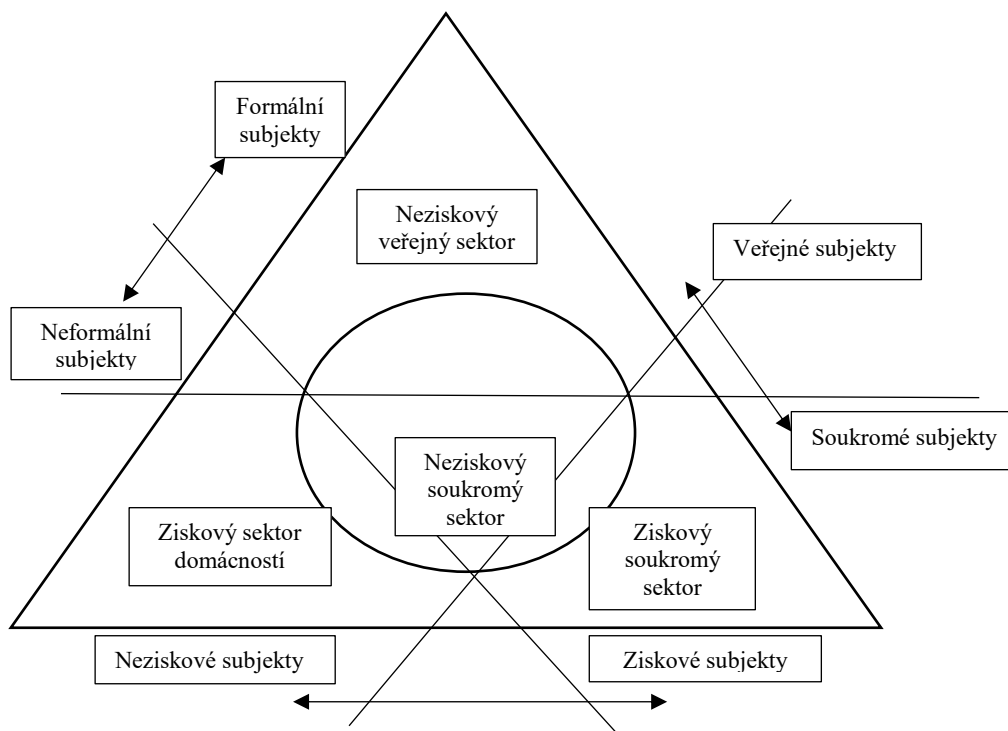 Formální
subjekty
Neziskový
veřejný sektor
Veřejné subjekty
Neformální
subjekty
Soukromé subjekty
Neziskový
soukromý
sektor
Ziskový sektor
domácností
Ziskový
soukromý
sektor
Neziskové subjekty
Ziskové subjekty